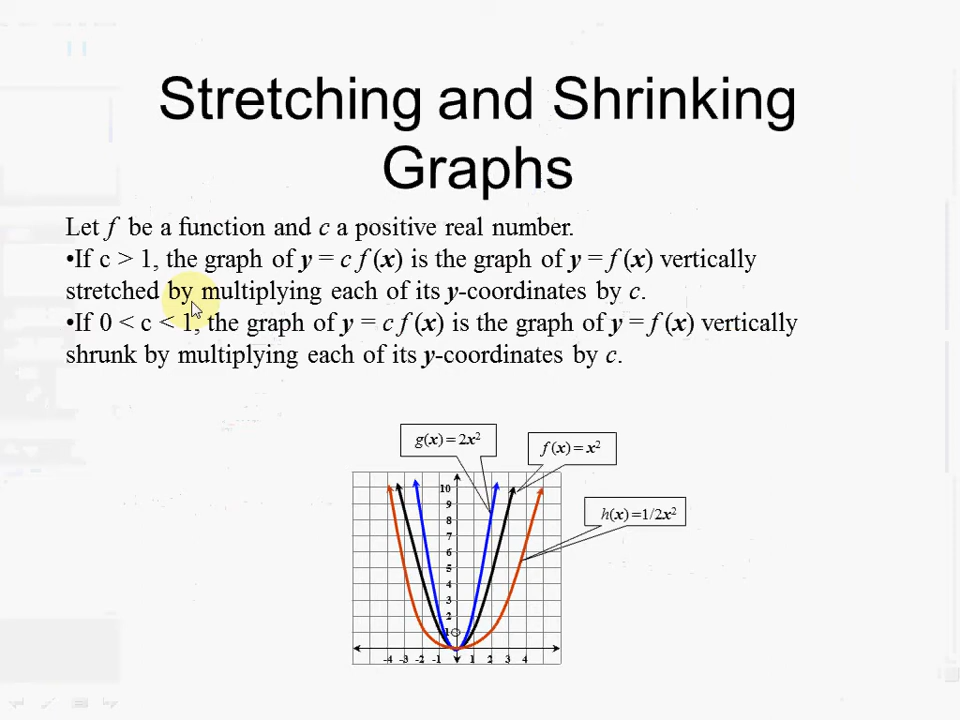 Stretching and Shrinking
Graphs
Let f be a function and c a positive real number.
•If c > 1, the graph of y = c f (x) is the graph of y = f (x) vertically
stretched by multiplying each of its y-coordinates by c.
•If 0 < c < 1, the graph of y = c f (x) is the graph of y = f (x) vertically
shrunk by multiplying each of its y-coordinates by c.
g(x) = 2x²
f (x) = x²
h(x) =1/2x²
10
9
8
7
6
5
4
3
2
1
-4 -3 -2 -1 1 2 3 4